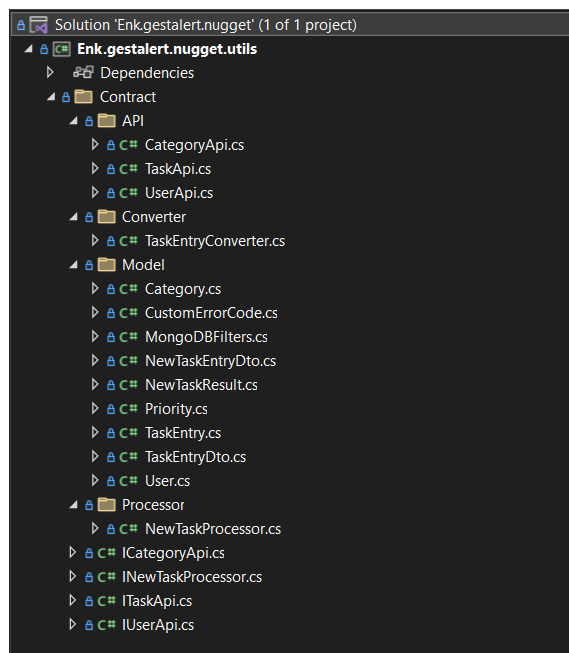 Solution 'Enk.gestalert.nugget' (1 of 1 project)
C# Enk.gestalert.nugget.utils
Dependencies
Contract
API
C# CategoryApi.cs
C# TaskApi.cs
C# UserApi.cs
Converter
C# TaskEntryConverter.cs
Model
C# Category.cs
C# CustomErrorCode.cs
C# MongoDBFilters.cs
C# NewTaskEntryDto.cs
C# NewTaskResult.cs
C# Priority.cs
C# TaskEntry.cs
C# TaskEntryDto.cs
C# User.cs
Processor
C# NewTaskProcessor.cs
C# ICategoryApi.cs
C# INewTaskProcessor.cs
C# ITaskApi.cs
C# IUserApi.cs